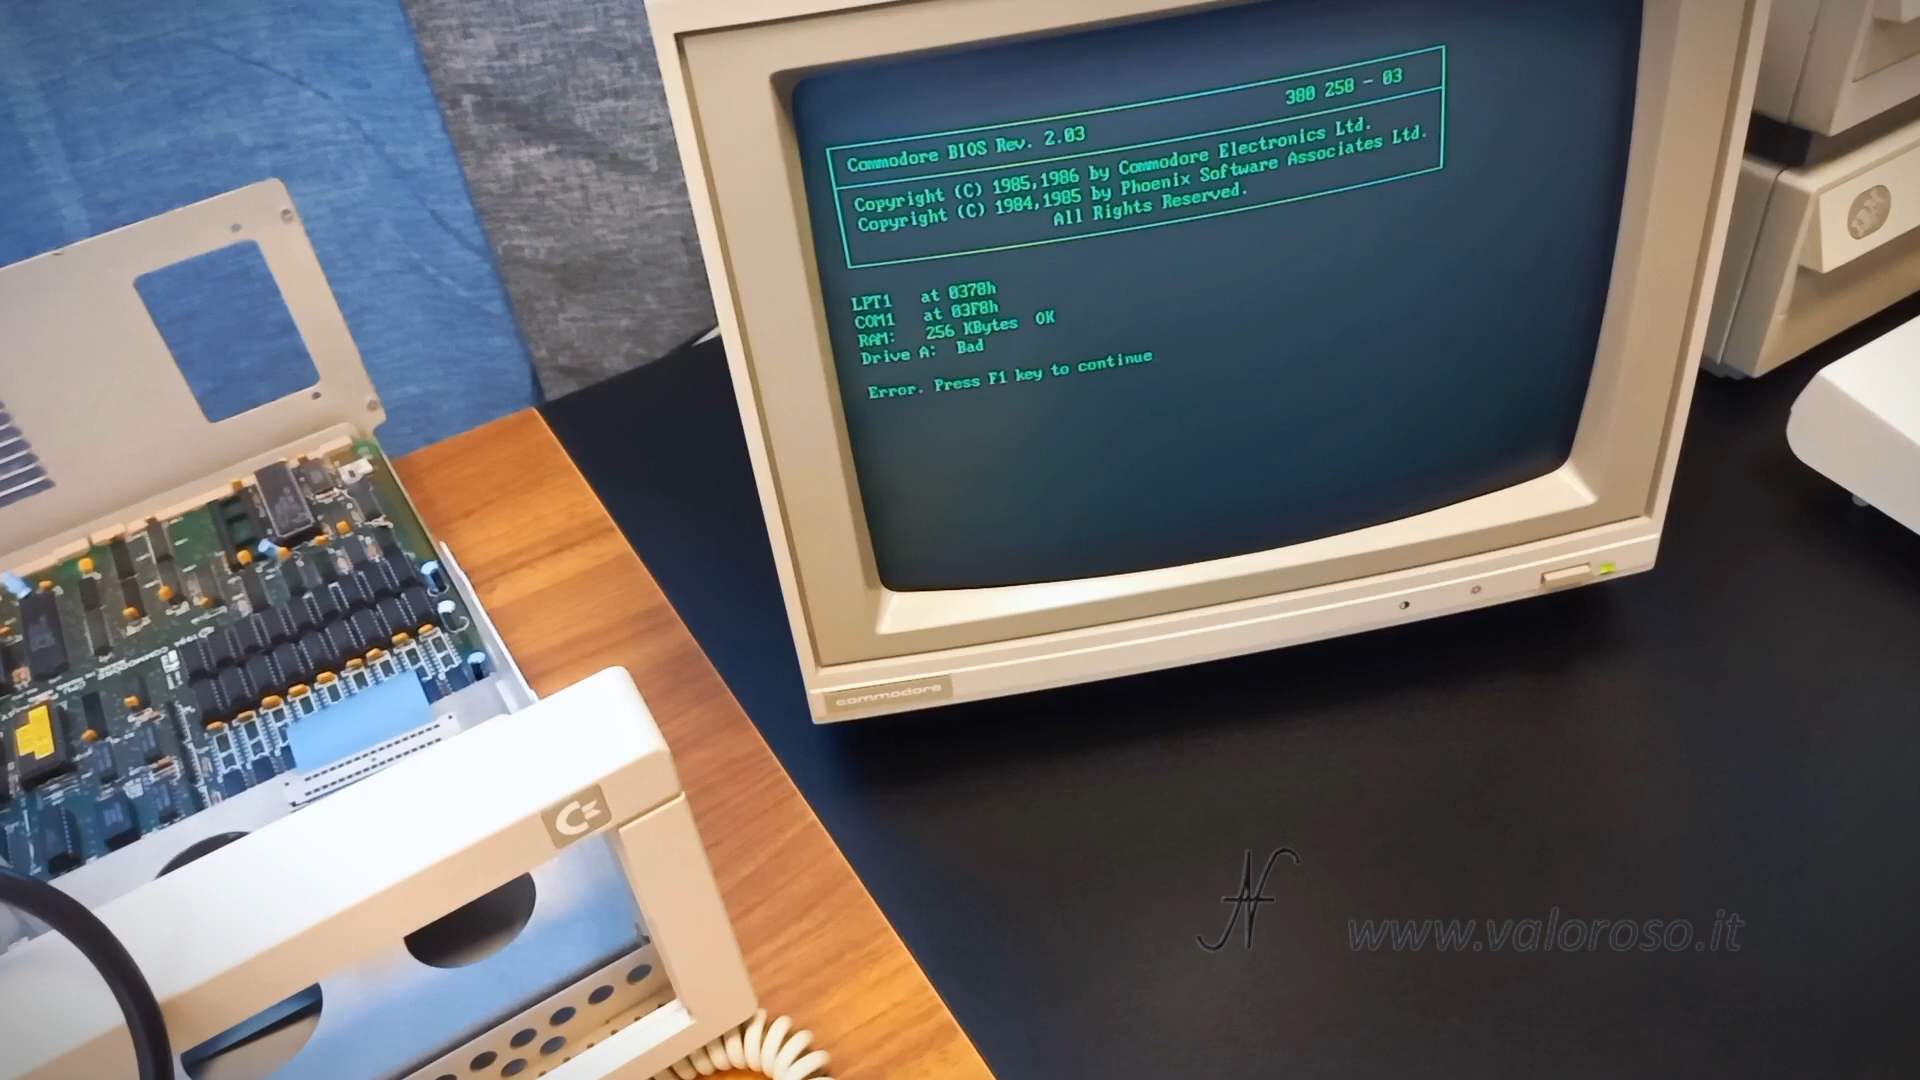 Commodore BIOS Rev. 2.03 380 258 - 03
Copyright (C) 1985,1986 by Commodore Electronics Ltd.
Copyright (C) 1984,1985 by Phoenix Software Associates Ltd.
All Rights Reserved.
LPT1 at 0378h
COM1 at 03F8h
RAM: 256 KBytes OK
Drive A: Bad
Error. Press F1 key to continue
commodore
IBM
COMMODORE
www.valoroso.it